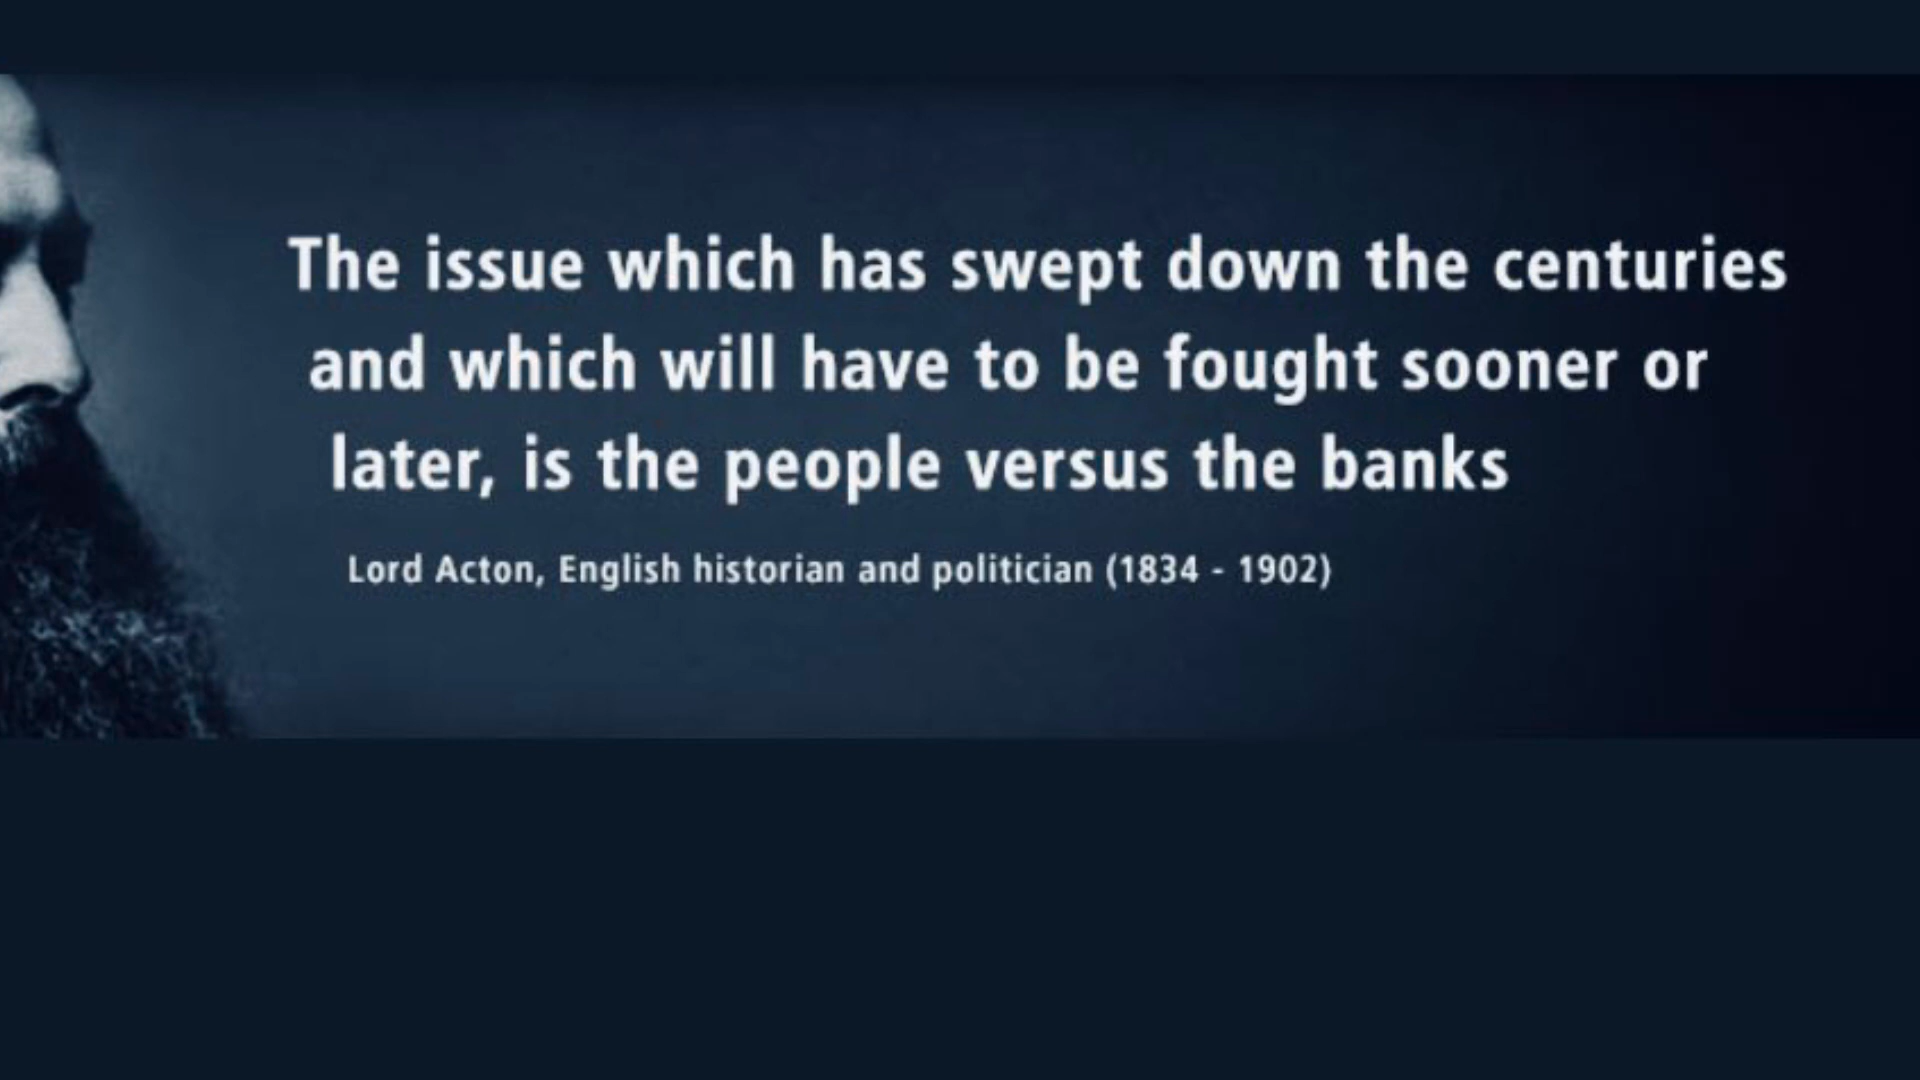 The issue which has swept down the centuries
and which will have to be fought sooner or
later, is the people versus the banks
Lord Acton, English historian and politician (1834 - 1902)